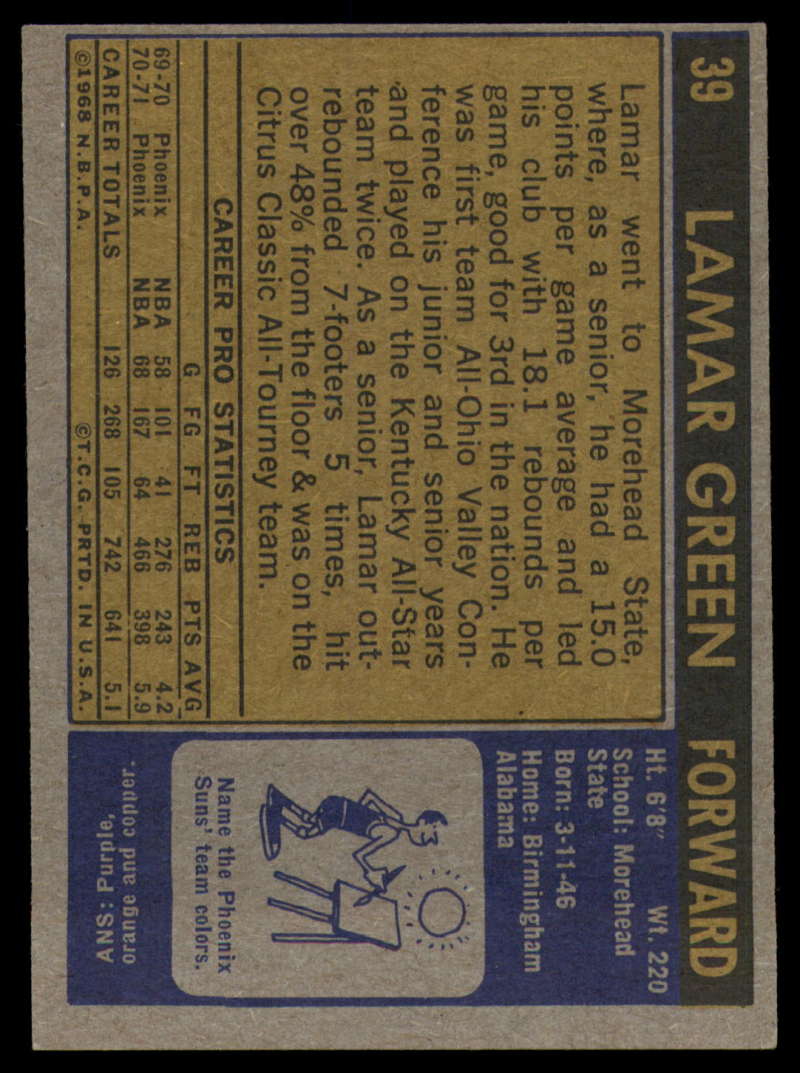 39 LAMAR GREEN FORWARD
Lamar went to Morehead State,
where, as a senior, he had a 15.0
points per game average and led
his club with 18.1 rebounds per
game, good for 3rd in the nation. He
was first team All-Ohio Valley Con-
ference his junior and senior years
and played on the Kentucky All-Star
team twice. As a senior, Lamar out-
rebounded 7-footers 5 times, hit
over 48% from the floor & was on the
Citrus Classic All-Tourney team.
CAREER PRO STATISTICS
G FG FT REB PTS AVG
69-70 Phoenix NBA 58 101 41 276 243 4.2
70-71 Phoenix NBA 68 167 64 466 398 5.9
CAREER TOTALS 126 268 105 742 641 5.1
©1968 N.B.P.A. ©T.C.G. PRTD. IN U.S.A.
Ht. 6'8" Wt. 220
School: Morehead
State
Born: 3-11-46
Home: Birmingham
Alabama
Name the Phoenix
Suns' team colors.
ANS: Purple,
orange and copper.